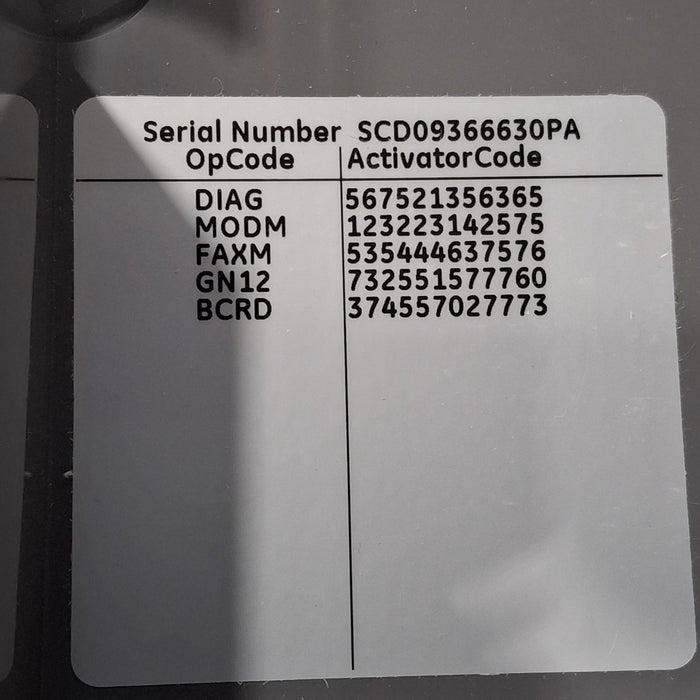 Serial Number SCD09366630PA
OpCode ActivatorCode
DIAG 567521356365
MODM 123223142575
FAXM 535444637576
GN12 732551577760
BCRD 374557027773